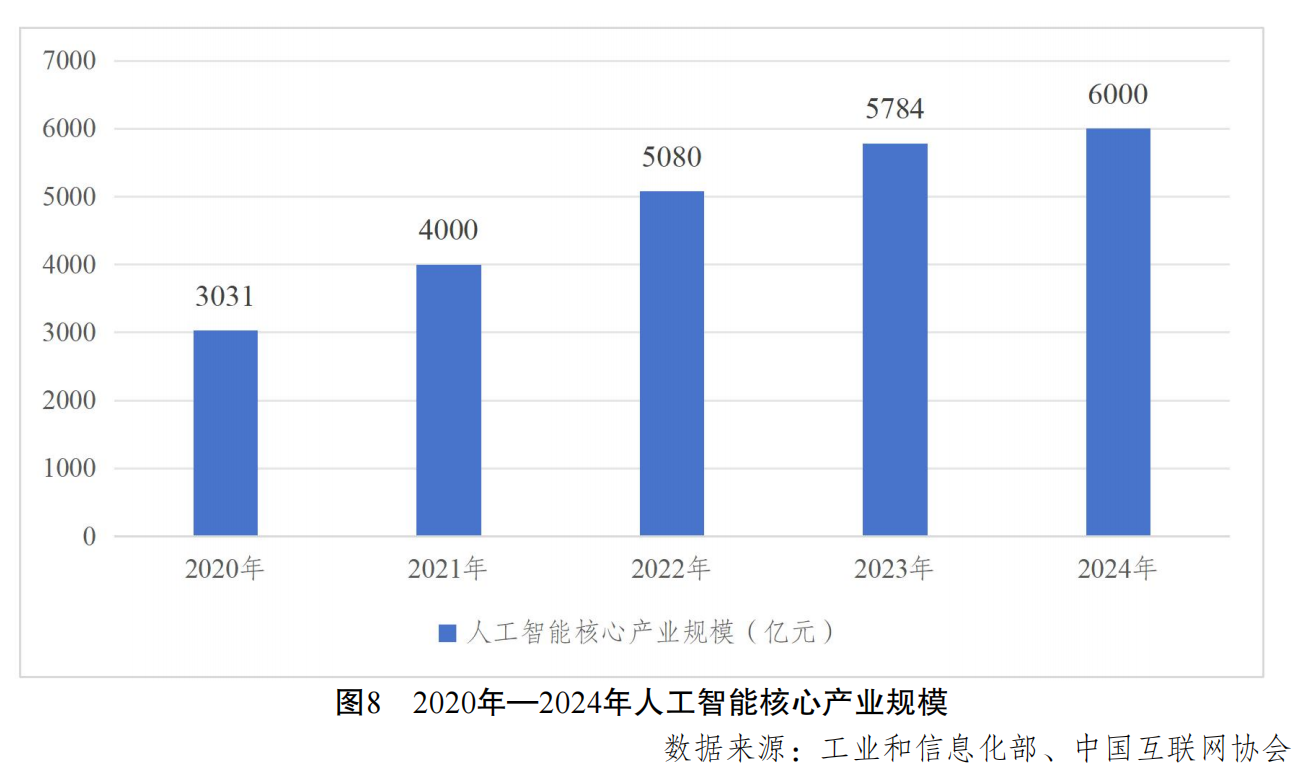 7000
6000
5000
4000
3000
2000
1000
0
3031
4000
5080
5784
6000
2020年
2021年
2022年
2023年
2024年
人工智能核心产业规模（亿元）
图8 2020年—2024年人工智能核心产业规模
数据来源：工业和信息化部、中国互联网协会